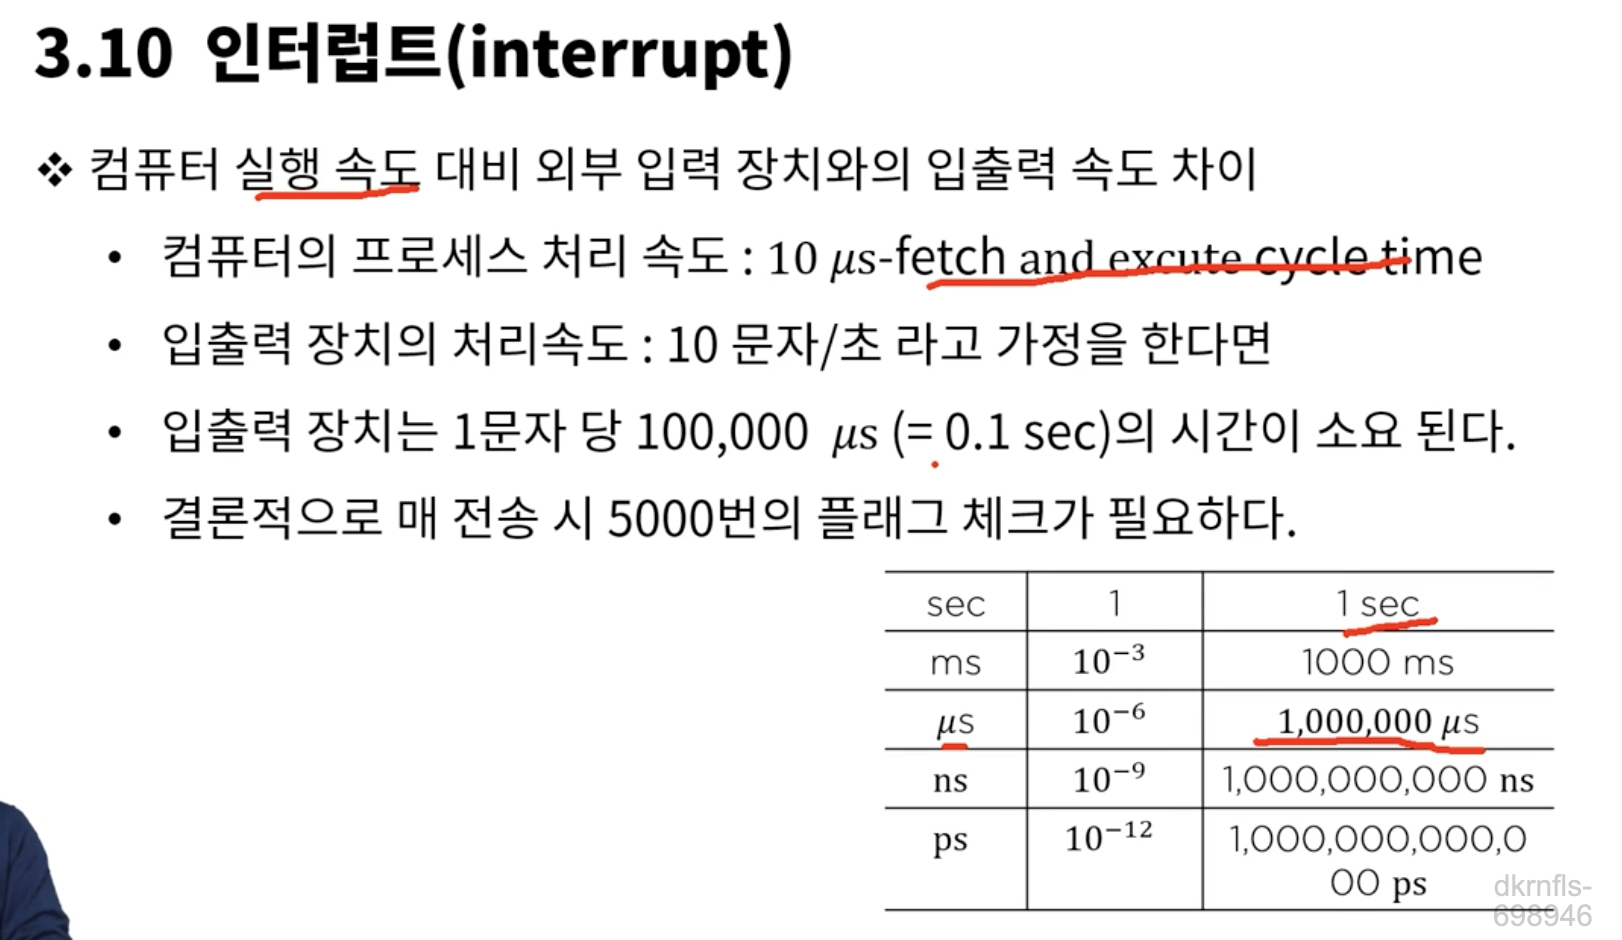 3.10 인터럽트(interrupt)
❖ 컴퓨터 실행 속도 대비 외부 입력 장치와의 입출력 속도 차이
• 컴퓨터의 프로세스 처리 속도 : 10 μs-fetch and excute cycle time
• 입출력 장치의 처리속도 : 10 문자/초 라고 가정을 한다면
• 입출력 장치는 1문자 당 100,000 μs (= 0.1 sec)의 시간이 소요 된다.
• 결론적으로 매 전송 시 5000번의 플래그 체크가 필요하다.
sec 1 1 sec
ms 10⁻³ 1000 ms
μs 10⁻⁶ 1,000,000 μs
ns 10⁻⁹ 1,000,000,000 ns
ps 10⁻¹² 1,000,000,000,0
00 ps
dkrnfls-
698946